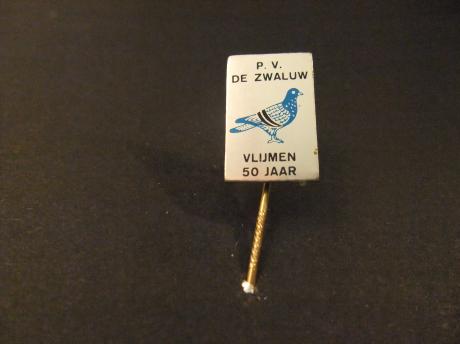 P. V.
DE ZWALUW
VLIJMEN
50 JAAR